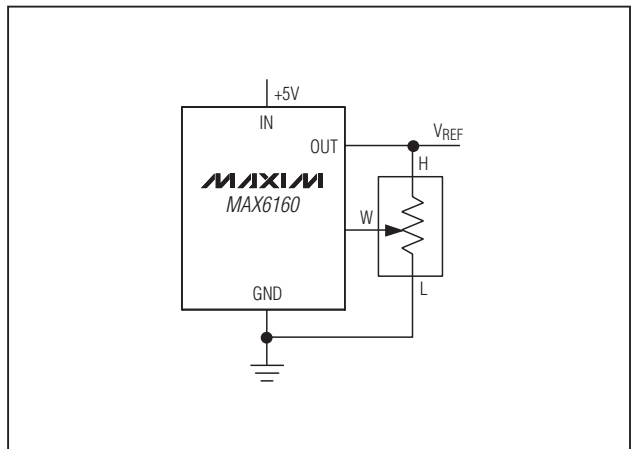 +5V
IN
OUT
VREF
H
MAXIM
MAX6160
W
GND
L